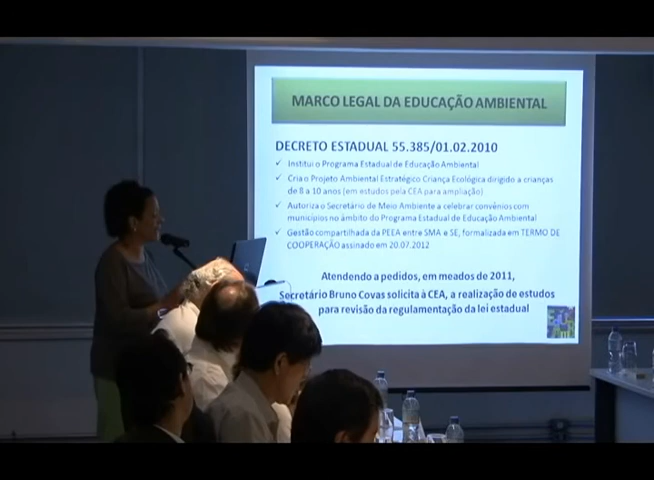 MARCO LEGAL DA EDUCAÇÃO AMBIENTAL
DECRETO ESTADUAL 55.385/01.02.2010
✓ Institui o Programa Estadual de Educação Ambiental
✓ Cria o Projeto Ambiental Estratégico Criança Ecológica dirigido a crianças
de 8 a 10 anos (em estudos pela CEA para ampliação)
✓ Autoriza o Secretário de Meio Ambiente a celebrar convênios com
municípios no âmbito do Programa Estadual de Educação Ambiental
✓ Gestão compartilhada da PEEA entre SMA e SE, formalizada em TERMO DE
COOPERAÇÃO assinado em 20.07.2012
Atendendo a pedidos, em meados de 2011,
Secretário Bruno Covas solicita à CEA, a realização de estudos
para revisão da regulamentação da lei estadual